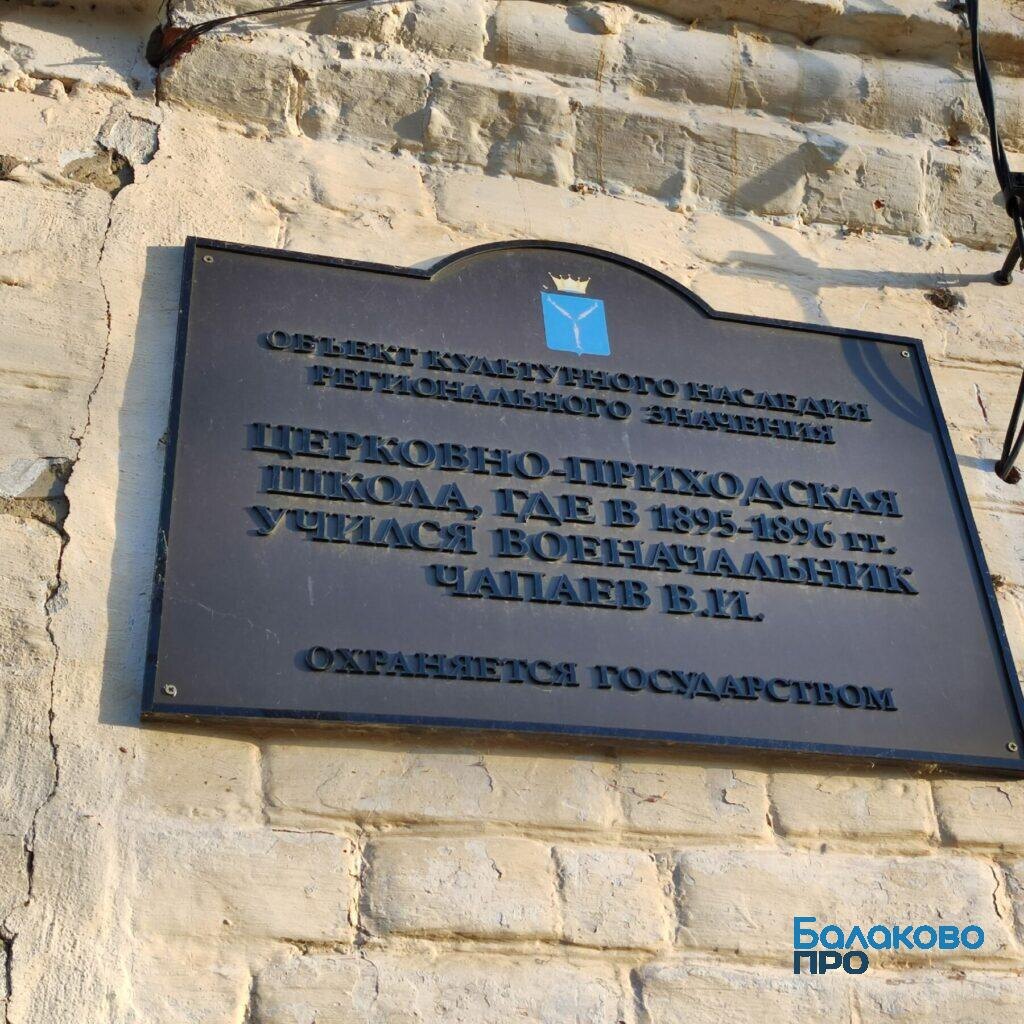 ОБЪЕКТ КУЛЬТУРНОГО НАСЛЕДИЯ
РЕГИОНАЛЬНОГО ЗНАЧЕНИЯ
ЦЕРКОВНО-ПРИХОДСКАЯ
ШКОЛА, ГДЕ В 1895-1896 гг.
УЧИЛСЯ ВОЕНАЧАЛЬНИК
ЧАПАЕВ В.И.
ОХРАНЯЕТСЯ ГОСУДАРСТВОМ
БАЛАКОВО
ПРО